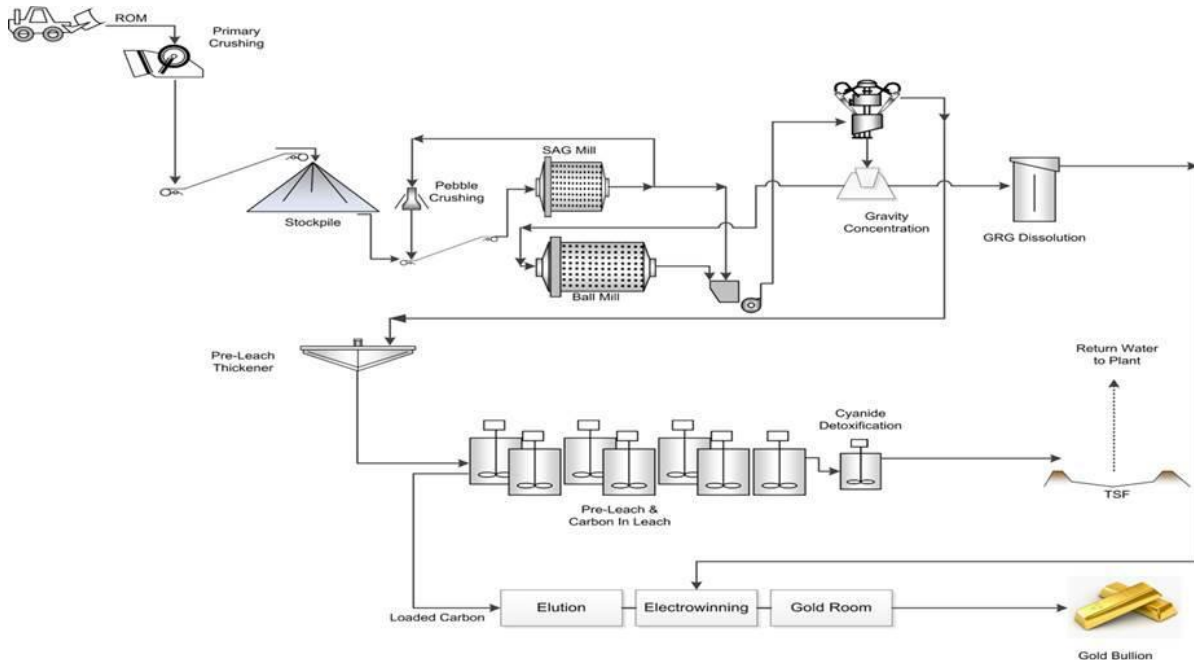 ROM
Primary
Crushing
SAG Mill
Pebble
Crushing
Stockpile
Gravity
Concentration
GRG Dissolution
Ball Mill
Pre-Leach
Thickener
Return Water
to Plant
Cyanide
Detoxification
TSF
Pre-Leach &
Carbon In Leach
Loaded Carbon
Elution
Electrowinning
Gold Room
Gold Bullion